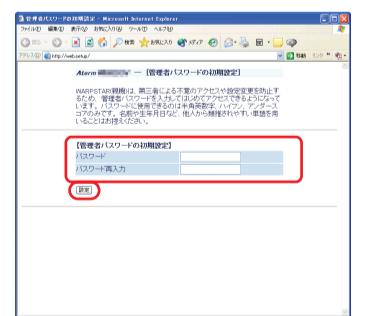 管理者パスワードの初期設定 - Microsoft Internet Explorer
ファイル(F) 編集(E) 表示(V) お気に入り(A) ツール(T) ヘルプ(H)
戻る 検索 お気に入り メディア
アドレス(D) http://web.setup/ 移動 リンク
Aterm — [管理者パスワードの初期設定]
WARPSTAR(親機)は、第三者による不意のアクセスや設定変更を防止す
るため、管理者パスワードを入力してはじめてアクセスできるようになって
います。パスワードに使用できるのは半角英数字、ハイフン、アンダース
コアのみです。名前や生年月日など、他人から類推されやすい単語を用
いることはお控えください。
【管理者パスワードの初期設定】
パスワード
パスワード再入力
設定